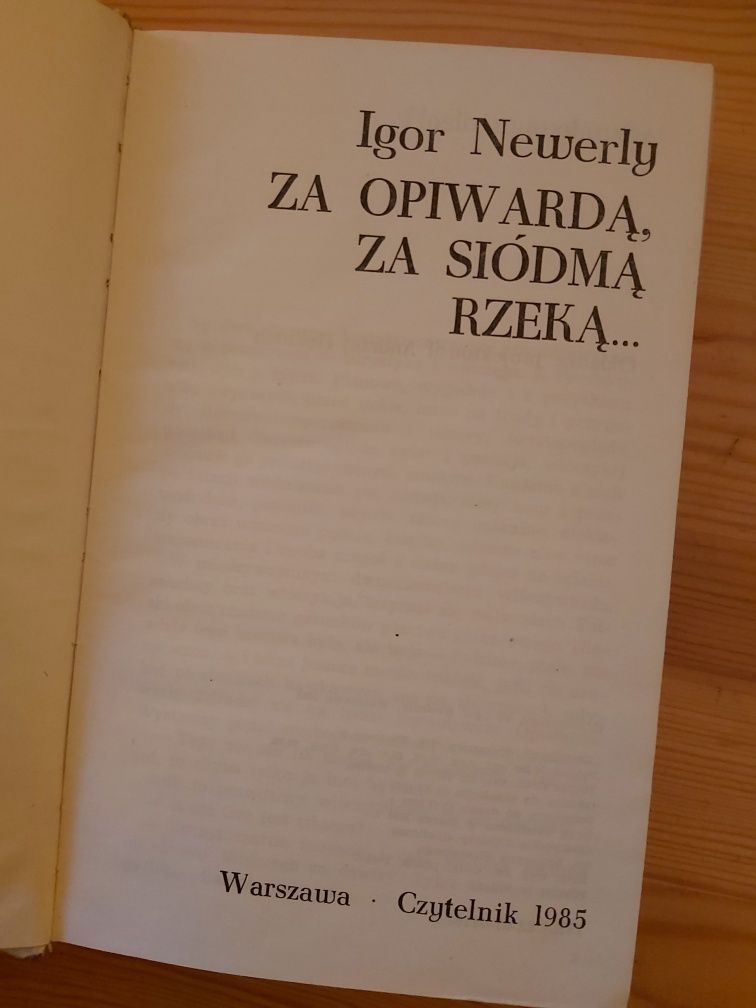 Igor Newerly
ZA OPIWARDĄ,
ZA SIÓDMĄ
RZEKĄ...
Warszawa · Czytelnik 1985